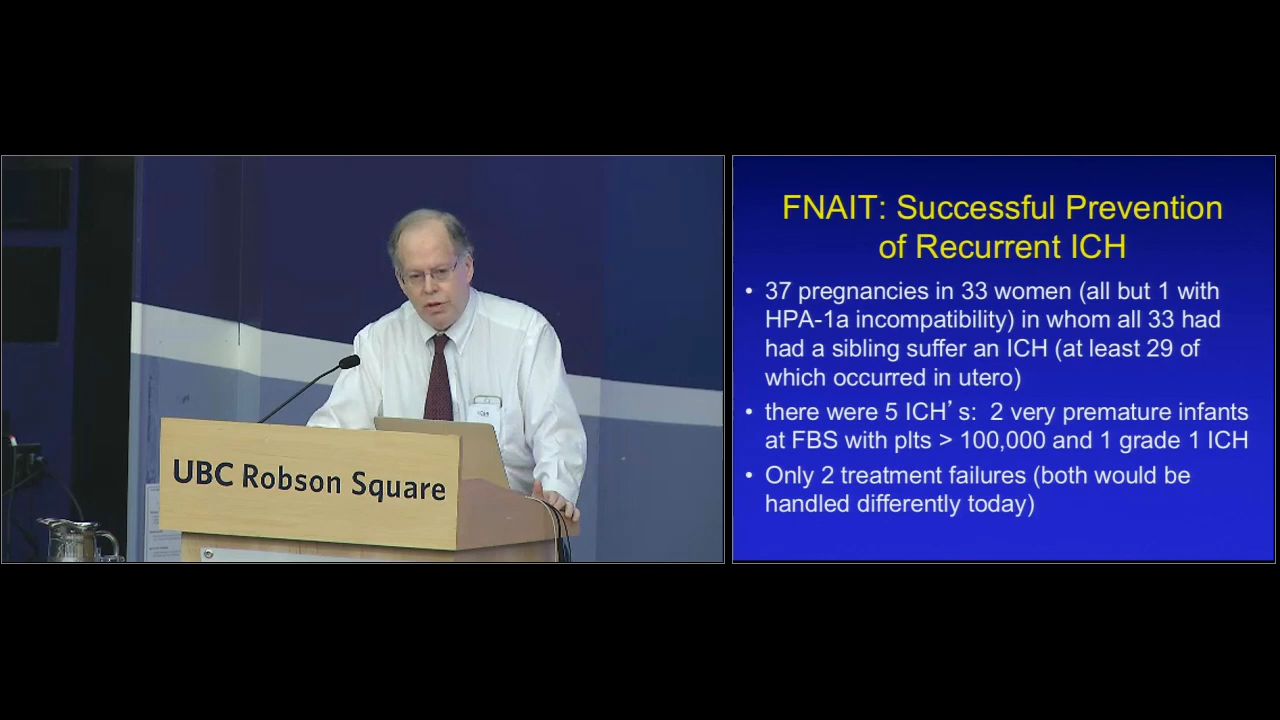 UBC Robson Square
FNAIT: Successful Prevention
of Recurrent ICH
• 37 pregnancies in 33 women (all but 1 with
HPA-1a incompatibility) in whom all 33 had
had a sibling suffer an ICH (at least 29 of
which occurred in utero)
• there were 5 ICH’ s:  2 very premature infants
at FBS with plts > 100,000 and 1 grade 1 ICH
• Only 2 treatment failures (both would be
handled differently today)